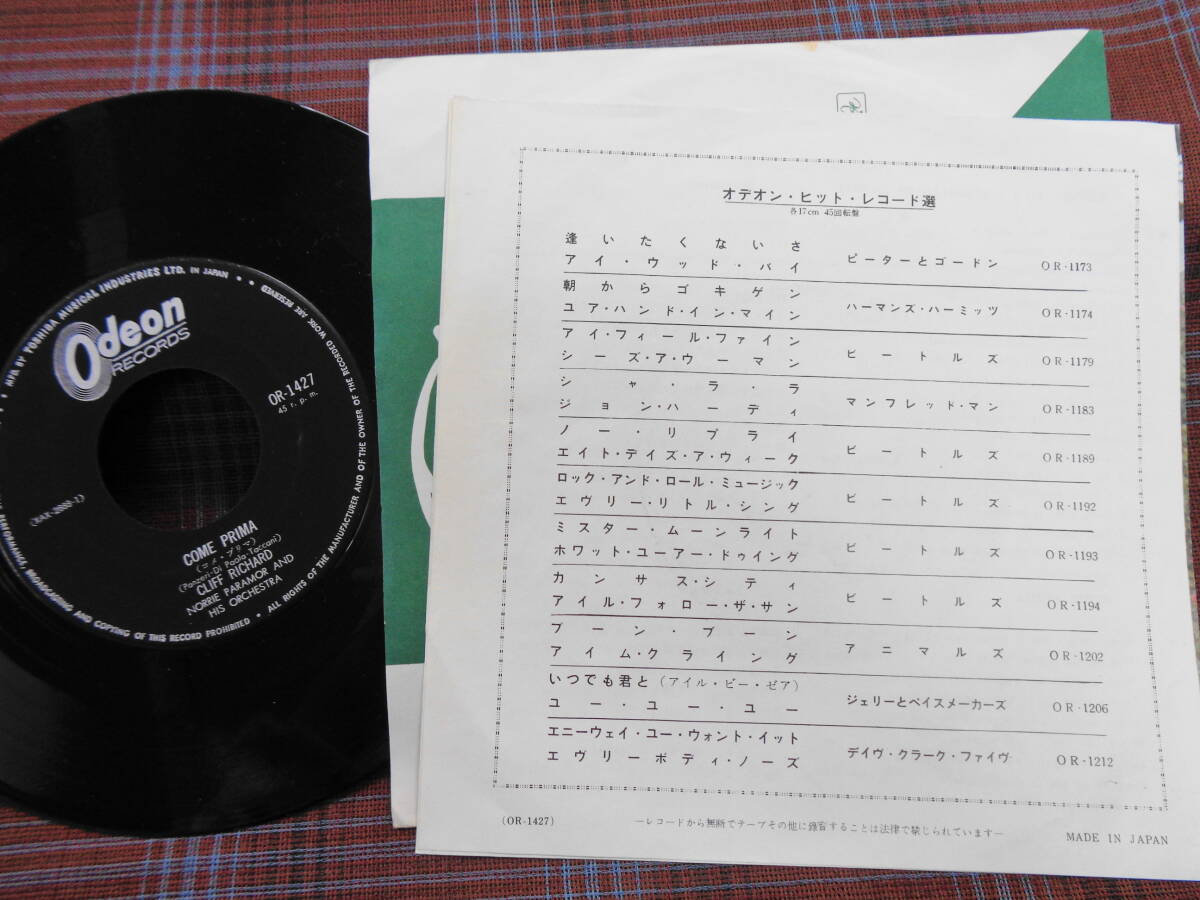 MFD. BY TOSHIBA MUSICAL INDUSTRIES LTD. IN JAPAN • • ALL RIGHTS OF THE MANUFACTURER AND OF THE OWNER OF THE RECORDED WORK ARE RESERVED
BROADCASTING AND COPYING OF THIS RECORD PROHIBITED •
Odeon
RECORDS
OR-1427
45 r. p. m.
COME PRIMA
(コメ・プリマ)
(Panzeri-Di Paola-Taccani)
CLIFF RICHARD
NORRIE PARAMOR AND
HIS ORCHESTRA
オデオン・ヒット・レコード選
各17cm 45回転盤
逢いたくないさ
アイ・ウッド・バイ ピーターとゴードン OR-1173
朝からゴキゲン
ユア・ハンド・イン・マイン ハーマンズ・ハーミッツ OR-1174
アイ・フィール・ファイン
シーズ・ア・ウーマン ビートルズ OR-1179
シャ・ラ・ラ
ジョン・ハーディ マンフレッド・マン OR-1183
ノー・リプライ
エイト・デイズ・ア・ウィーク ビートルズ OR-1189
ロック・アンド・ロール・ミュージック
エヴリー・リトル・シング ビートルズ OR-1192
ミスター・ムーンライト
ホワット・ユーアー・ドゥイング ビートルズ OR-1193
カンサス・シティ
アイル・フォロー・ザ・サン ビートルズ OR-1194
ブーン・ブーン
アイム・クライング アニマルズ OR-1202
いつでも君と(アイル・ビー・ゼア)
ユー・ユー・ユー ジェリーとペイスメーカーズ OR-1206
エニーウェイ・ユー・ウォント・イット
エヴリーボディ・ノーズ デイヴ・クラーク・ファイヴ OR-1212
(OR-1427) ―レコードから無断でテープその他に録音することは法律で禁じられています― MADE IN JAPAN